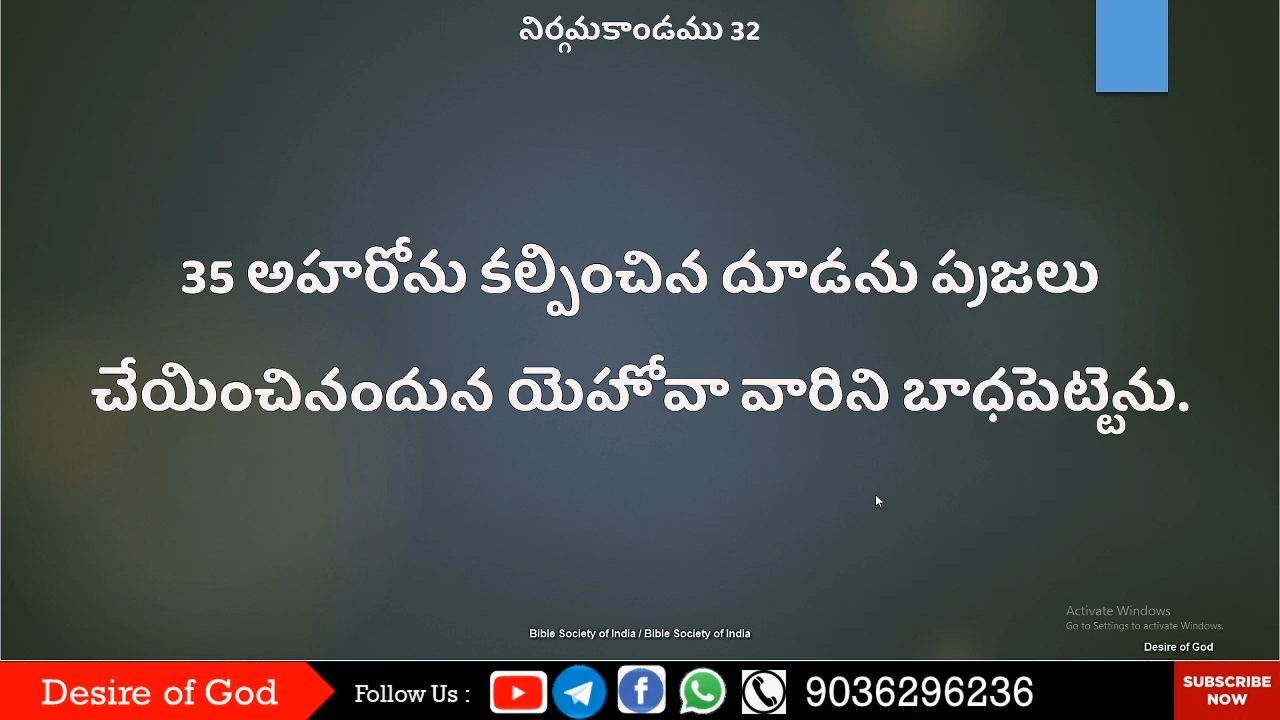 నిర్గమకాండము 32
35 అహరోను కల్పించిన దూడను ప్రజలు
చేయించినందున యెహోవా వారిని బాధపెట్టెను.
Bible Society of India / Bible Society of India
Activate Windows
Go to Settings to activate Windows.
Desire of God
Desire of God
Follow Us :
9036296236
SUBSCRIBE
NOW